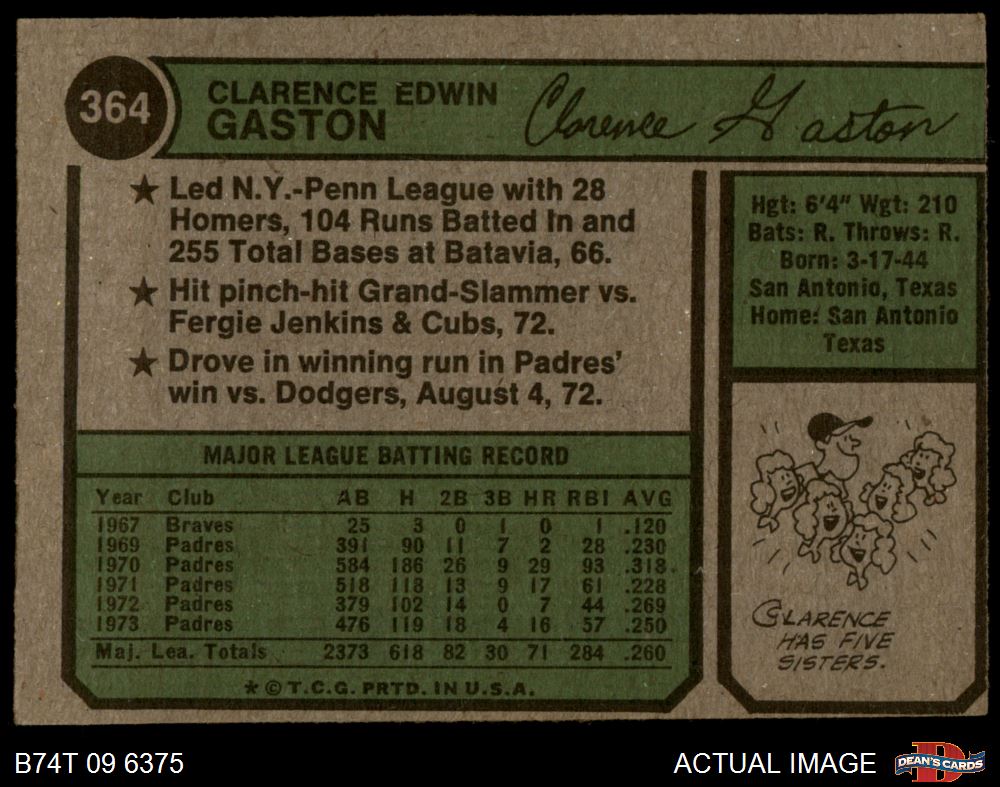 364
CLARENCE EDWIN
GASTON
Clarence Gaston
★ Led N.Y.-Penn League with 28
Homers, 104 Runs Batted In and
255 Total Bases at Batavia, 66.
★ Hit pinch-hit Grand-Slammer vs.
Fergie Jenkins & Cubs, 72.
★ Drove in winning run in Padres'
win vs. Dodgers, August 4, 72.
Hgt: 6'4" Wgt: 210
Bats: R. Throws: R.
Born: 3-17-44
San Antonio, Texas
Home: San Antonio
Texas
MAJOR LEAGUE BATTING RECORD
Year Club AB H 2B 3B HR RBI AVG
1967 Braves 25 3 0 1 0 1 .120
1969 Padres 391 90 11 7 2 28 .230
1970 Padres 584 186 26 9 29 93 .318
1971 Padres 518 118 13 9 17 61 .228
1972 Padres 379 102 14 0 7 44 .269
1973 Padres 476 119 18 4 16 57 .250
Maj. Lea. Totals 2373 618 82 30 71 284 .260
* © T.C.G. PRTD. IN U.S.A.
CLARENCE
HAS FIVE
SISTERS.
B74T 09 6375
ACTUAL IMAGE
DEAN'S CARDS